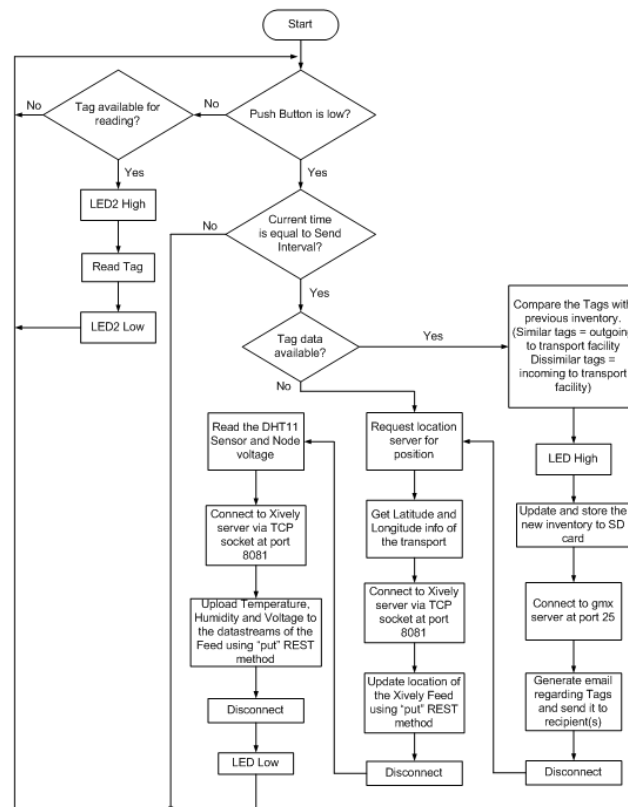 Start
Push Button is low?
No
Tag available for
reading?
No
Yes
LED2 High
Read Tag
LED2 Low
Yes
Current time
is equal to Send
Interval?
No
Yes
Tag data
available?
Yes
No
Compare the Tags with
previous inventory.
(Similar tags = outgoing
to transport facility
Dissimilar tags =
incoming to transport
facility)
LED High
Update and store the
new inventory to SD
card
Connect to gmx
server at port 25
Generate email
regarding Tags
and send it to
recipient(s)
Disconnect
Request location
server for
position
Get Latitude and
Longitude info of
the transport
Connect to Xively
server via TCP
socket at port
8081
Update location of
the Xively Feed
using “put” REST
method
Disconnect
Read the DHT11
Sensor and Node
voltage
Connect to Xively
server via TCP
socket at port
8081
Upload Temperature,
Humidity and Voltage to
the datastreams of the
Feed using “put” REST
method
Disconnect
LED Low